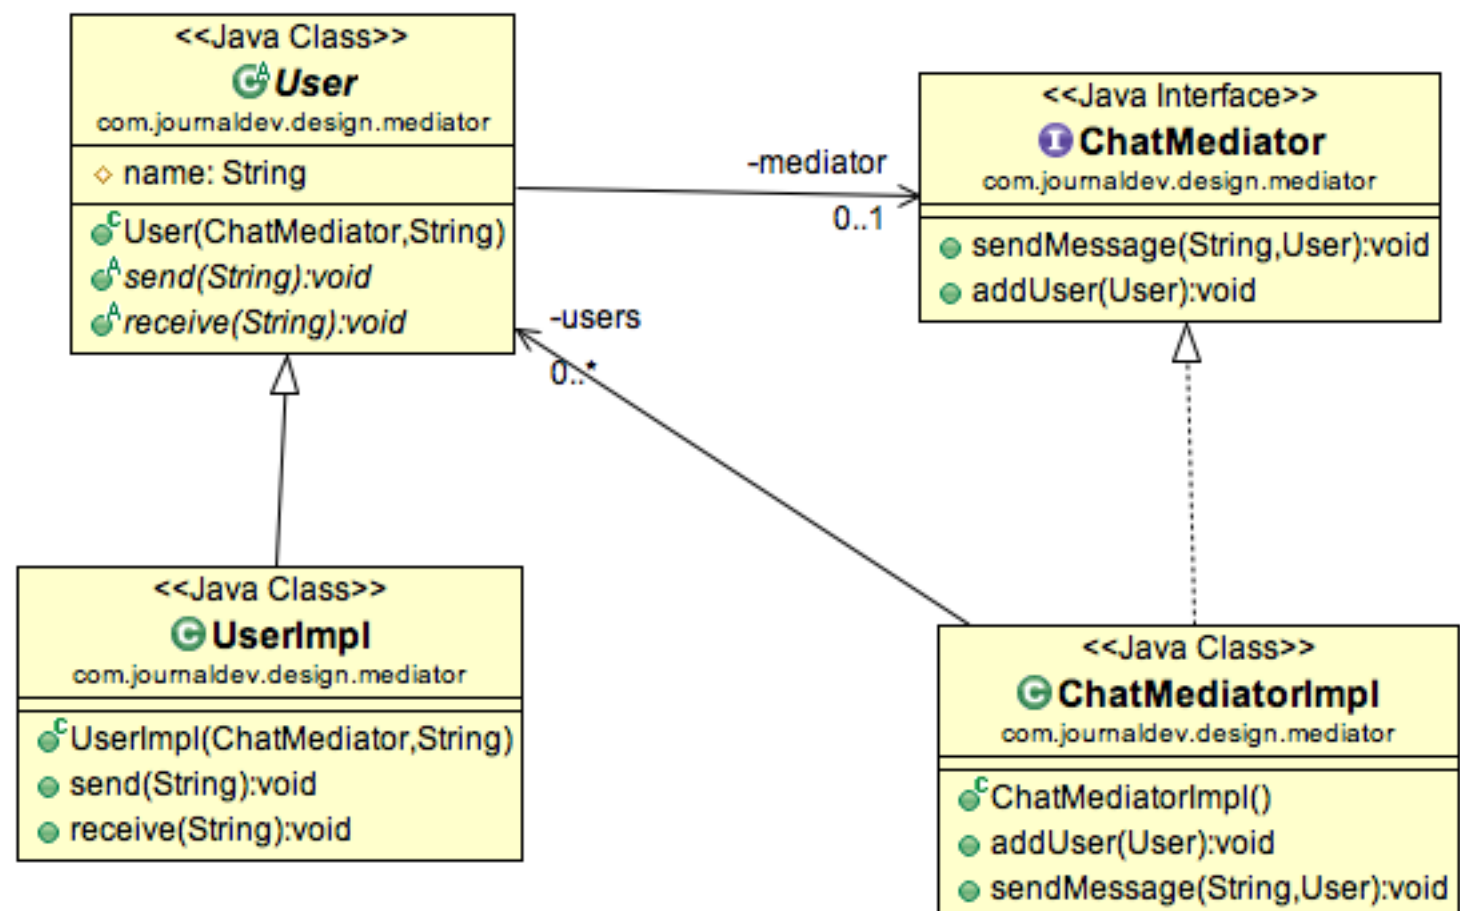 <<Java Class>>
User
com.journaldev.design.mediator
name: String
User(ChatMediator,String)
send(String):void
receive(String):void
-mediator
0..1
<<Java Interface>>
ChatMediator
com.journaldev.design.mediator
sendMessage(String,User):void
addUser(User):void
-users
0..*
<<Java Class>>
UserImpl
com.journaldev.design.mediator
UserImpl(ChatMediator,String)
send(String):void
receive(String):void
<<Java Class>>
ChatMediatorImpl
com.journaldev.design.mediator
ChatMediatorImpl()
addUser(User):void
sendMessage(String,User):void